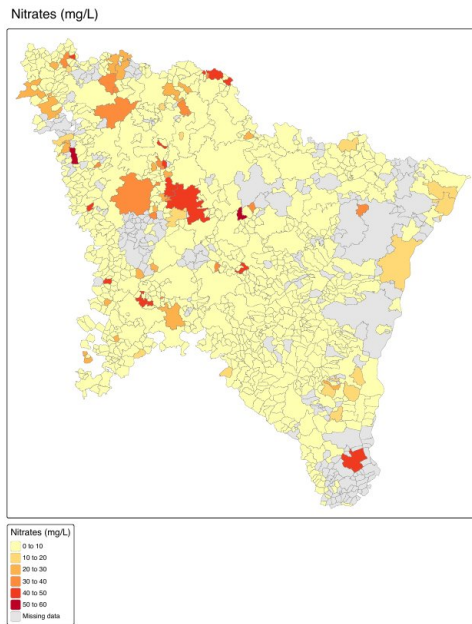 Nitrates (mg/L)
Nitrates (mg/L)
0 to 10
10 to 20
20 to 30
30 to 40
40 to 50
50 to 60
Missing data